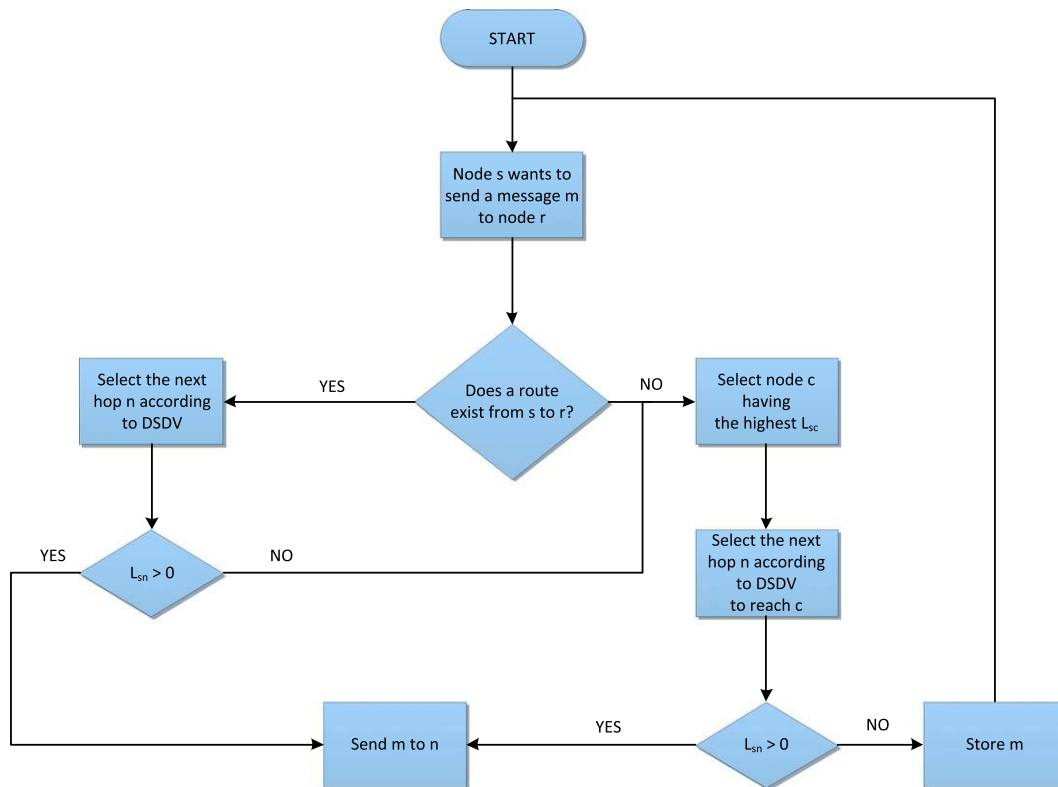 START
Node s wants to
send a message m
to node r
Does a route
exist from s to r?
YES
NO
Select the next
hop n according
to DSDV
Select node c
having
the highest Lsc
YES
Lsn > 0
NO
Select the next
hop n according
to DSDV
to reach c
Send m to n
YES
Lsn > 0
NO
Store m